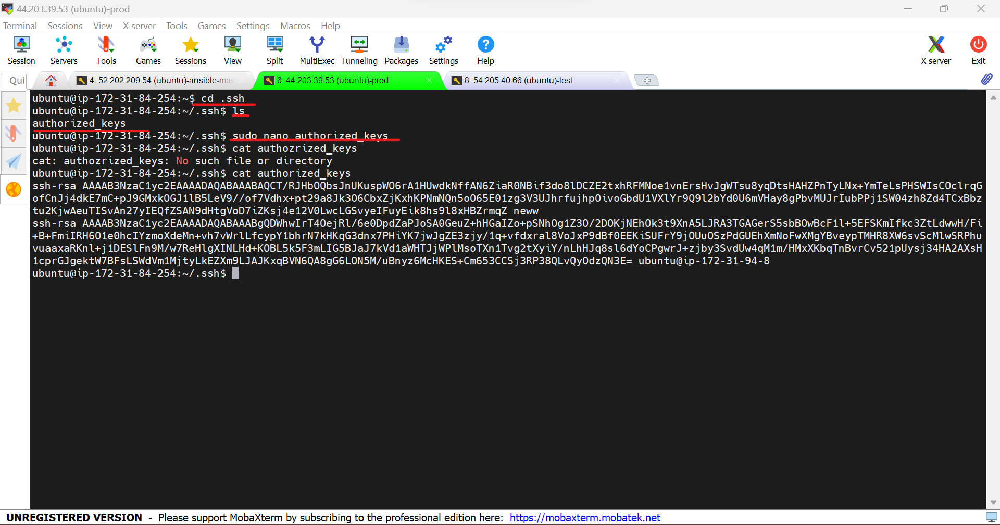 44.203.39.53 (ubuntu)-prod
Terminal Sessions View X server Tools Games Settings Macros Help
Session Servers Tools Games Sessions View Split MultiExec Tunneling Packages Settings Help X server Exit
Qui
4. 52.202.209.54 (ubuntu)-ansible-mas
6. 44.203.39.53 (ubuntu)-prod
8. 54.205.40.66 (ubuntu)-test
ubuntu@ip-172-31-84-254:~$ cd .ssh
ubuntu@ip-172-31-84-254:~/.ssh$ ls
authorized_keys
ubuntu@ip-172-31-84-254:~/.ssh$ sudo nano authorized_keys
ubuntu@ip-172-31-84-254:~/.ssh$ cat authozrized_keys
cat: authozrized_keys: No such file or directory
ubuntu@ip-172-31-84-254:~/.ssh$ cat authorized_keys
ssh-rsa AAAAB3NzaC1yc2EAAAADAQABAAABAQCT/RJHbOQbsJnUKuspWO6rA1HUwdkNffAN6ZiaR0NBif3do8lDCZE2txhRFMNoe1vnErsHvJgWTsu8yqDtsHAHZPnTyLNx+YmTeLsPHSWIsCOclrqG
ofCnJj4dkE7mC+pJ9GMxkOGJ1lB5LeV9//of7Vdhx+pt29a8Jk3O6CbxZjKxhKPNmNQn5oO65E01zg3V3UJhrfujhpOivoGbdU1VXlYr9Q9l2bYd0U6mVHay8gPbvMUJrIubPPj1SW04zh8Zd4TCxBbz
tu2KjwAeuTISvAn27yIEQfZSAN9dHtgVoD7iZKsj4e12V0LwcLGSvyeIFuyEik8hs9l8xHBZrmqZ neww
ssh-rsa AAAAB3NzaC1yc2EAAAADAQABAAABgQDWhwIrT4OejRl/6e0DpdZaPJoSA0GeuZ+hHGaIZo+pSNhOg1Z3O/2DOKjNEhOk3t9XnA5LJRA3TGAGerS5sbBOwBcF1l+5EFSKmIfkc3ZtLdwwH/Fi
+B+FmiIRH6O1e0hcIYzmoXdeMn+vh7vWrlLfcypY1bhrN7kHKqG3dnx7PHiYK7jwJgZE3zjy/1q+vfdxral8VoJxP9dBf0EEKiSUFrY9jOUuOSzPdGUEhXmNoFwXMgYBveypTMHR8XW6svScMlwSRPhu
vuaaxaRKnl+j1DESlFn9M/w7ReHlgXINLHd+KOBL5k5F3mLIG5BJaJ7kVd1aWHTJjWPlMsoTXn1Tvg2tXyiY/nLhHJq8sl6dYoCPgwrJ+zjby3SvdUw4qM1m/HMxXKbqTnBvrCv521pUysj34HA2AXsH
1cprGJgektW7BFsLSWdVm1MjtyLkEZXm9LJAJKxqBVN6QA8gG6LON5M/uBnyz6McHKES+Cm653CCSj3RP38QLvQyOdzQN3E= ubuntu@ip-172-31-94-8
ubuntu@ip-172-31-84-254:~/.ssh$
UNREGISTERED VERSION - Please support MobaXterm by subscribing to the professional edition here: https://mobaxterm.mobatek.net